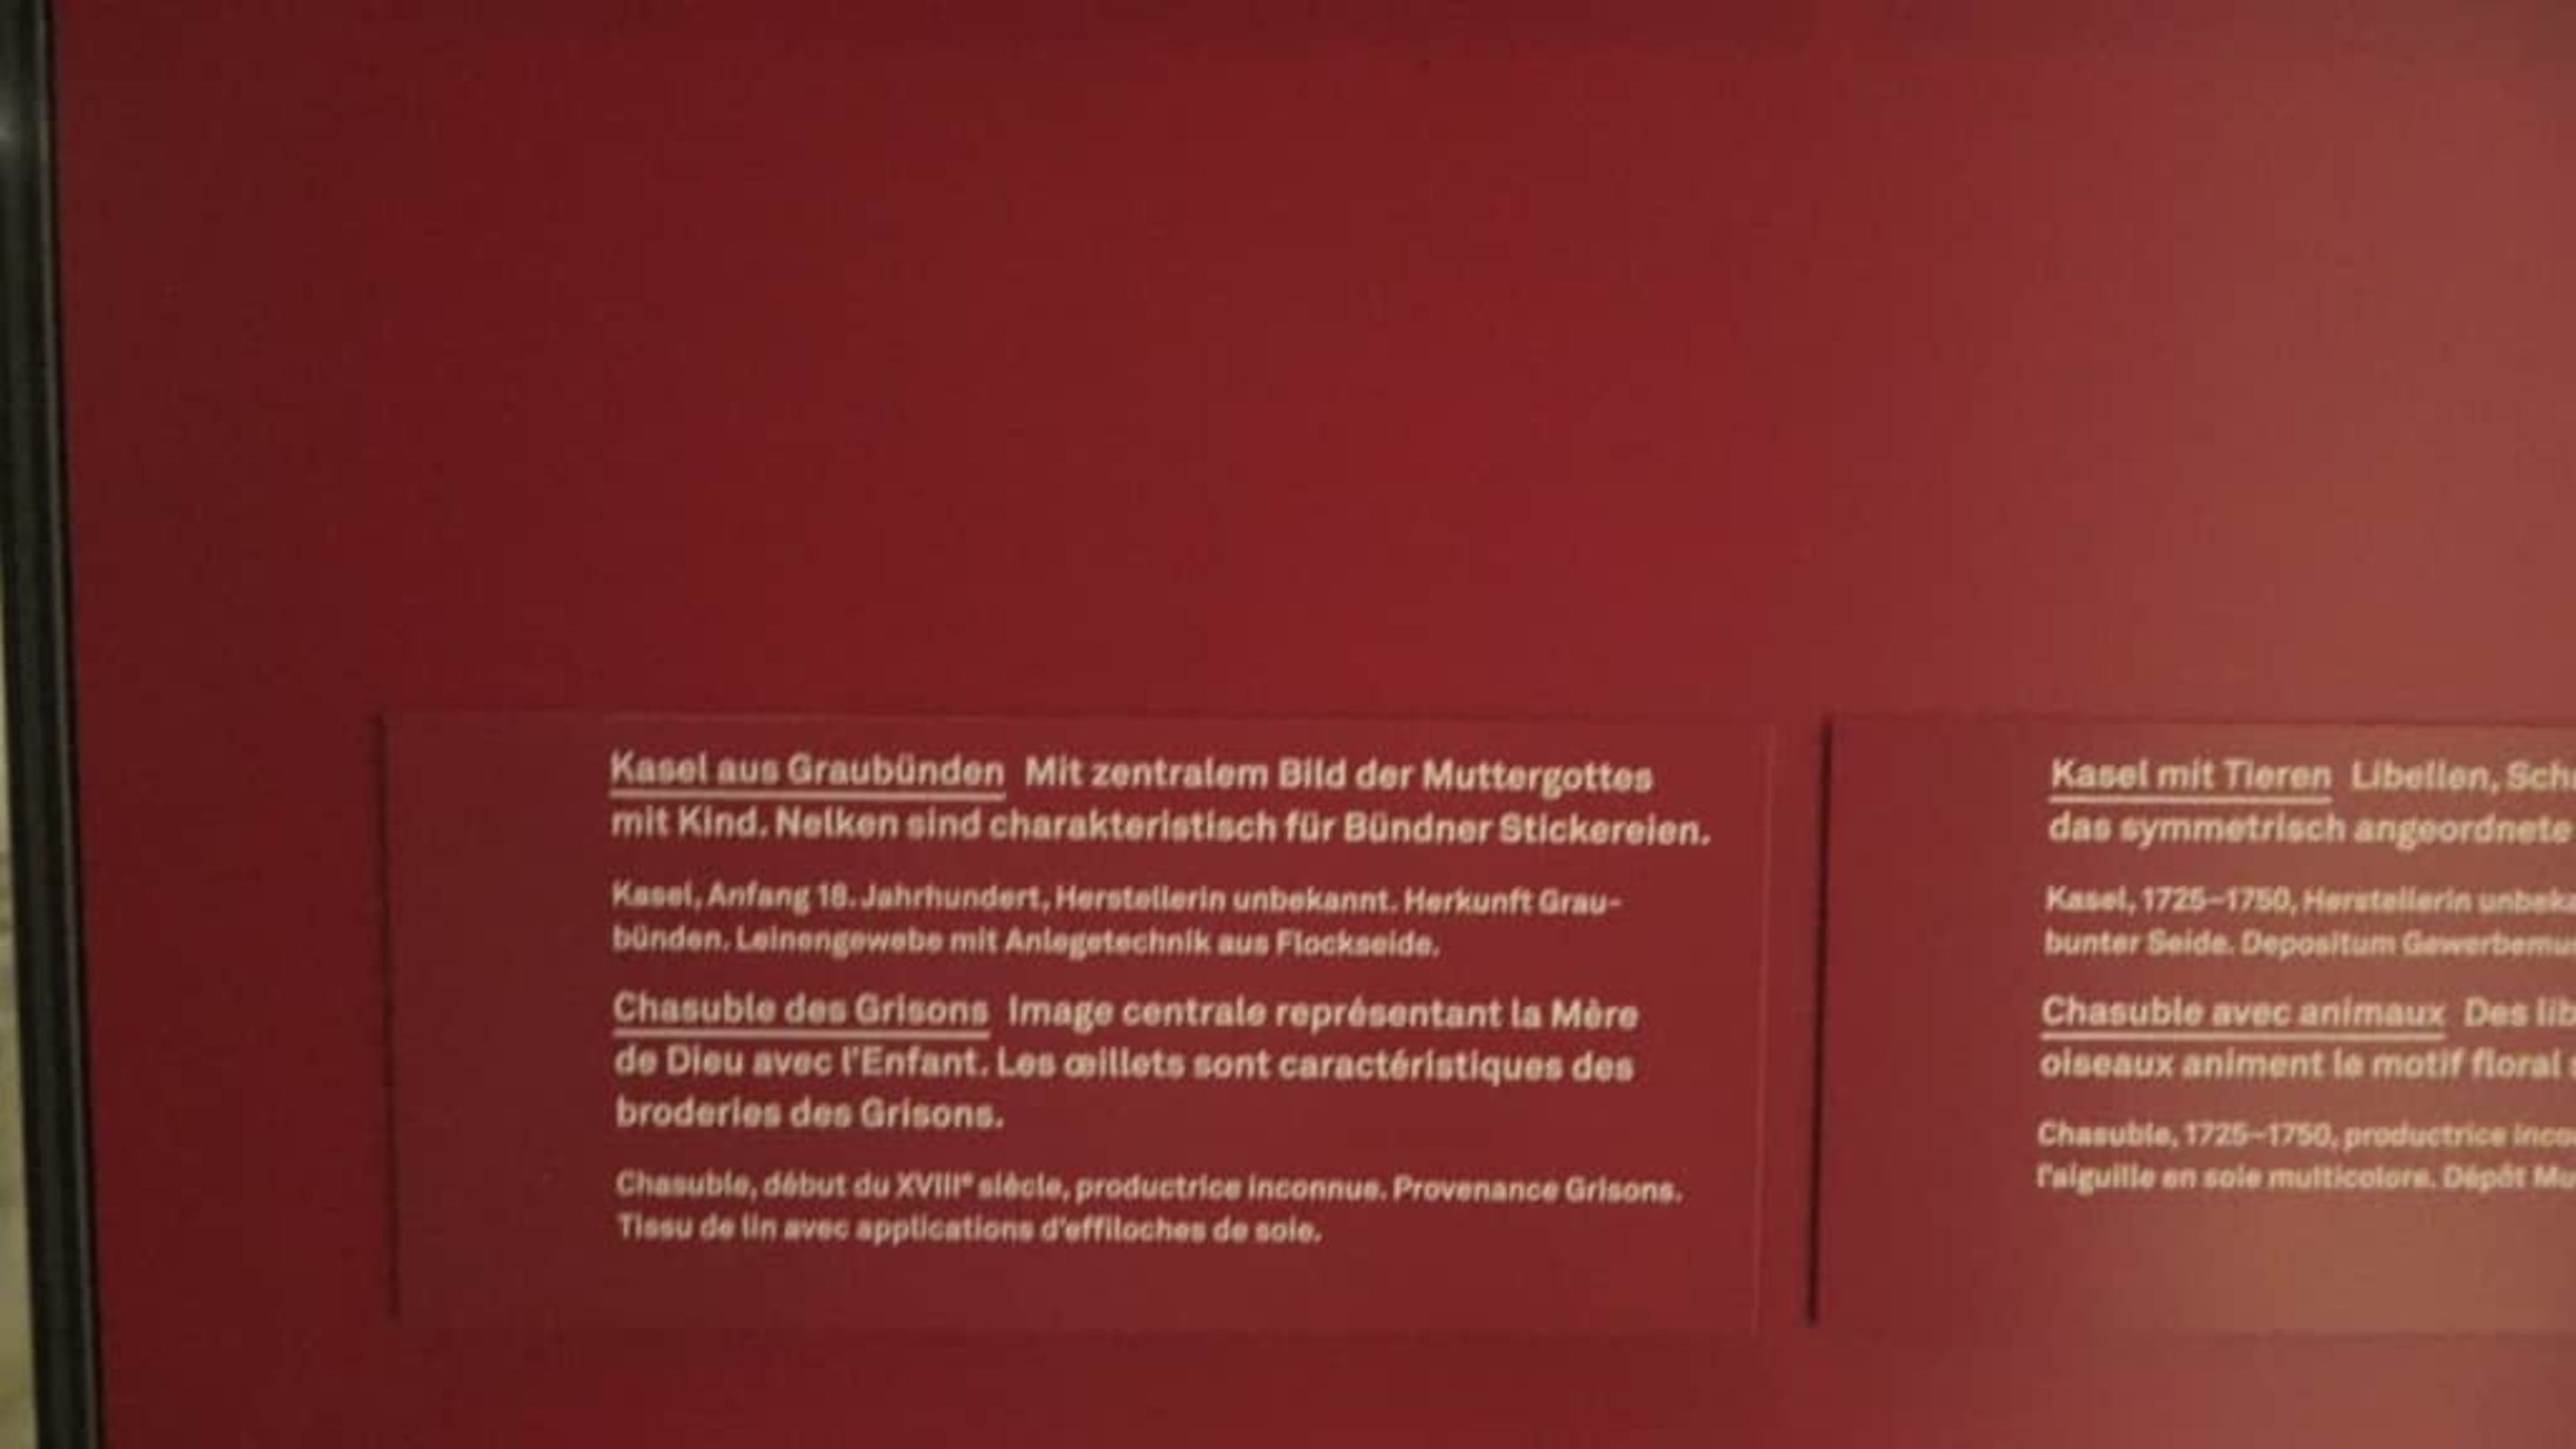 Kasel aus Graubünden Mit zentralem Bild der Muttergottes
mit Kind. Nelken sind charakteristisch für Bündner Stickereien.
Kasel, Anfang 18. Jahrhundert, Herstellerin unbekannt. Herkunft Grau-
bünden. Leinengewebe mit Anlegetechnik aus Flockseide.
Chasuble des Grisons Image centrale représentant la Mère
de Dieu avec l'Enfant. Les œillets sont caractéristiques des
broderies des Grisons.
Chasuble, début du XVIIIe siècle, productrice inconnue. Provenance Grisons.
Tissu de lin avec applications d'effiloches de soie.
Kasel mit Tieren Libellen,
das symmetrisch angeordnete
Kasel, 1725–1750, Herstellerin
bunter Seide. Depositum
Chasuble avec animaux Des
oiseaux animent le motif floral
Chasuble, 1725–1750, productrice
l'aiguille en soie multicolore. Dépôt